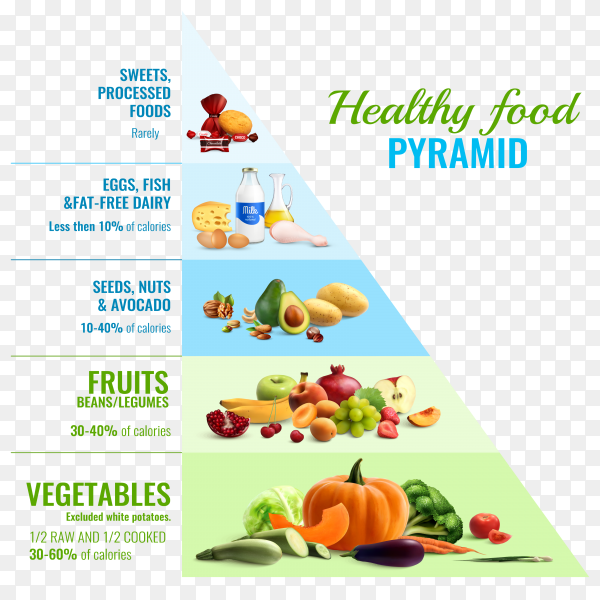 Healthy food
PYRAMID
SWEETS,
PROCESSED
FOODS
Rarely
EGGS, FISH
&FAT-FREE DAIRY
Less then 10% of calories
Milk
SEEDS, NUTS
& AVOCADO
10-40% of calories
FRUITS
BEANS/LEGUMES
30-40% of calories
VEGETABLES
Excluded white potatoes.
1/2 RAW AND 1/2 COOKED
30-60% of calories